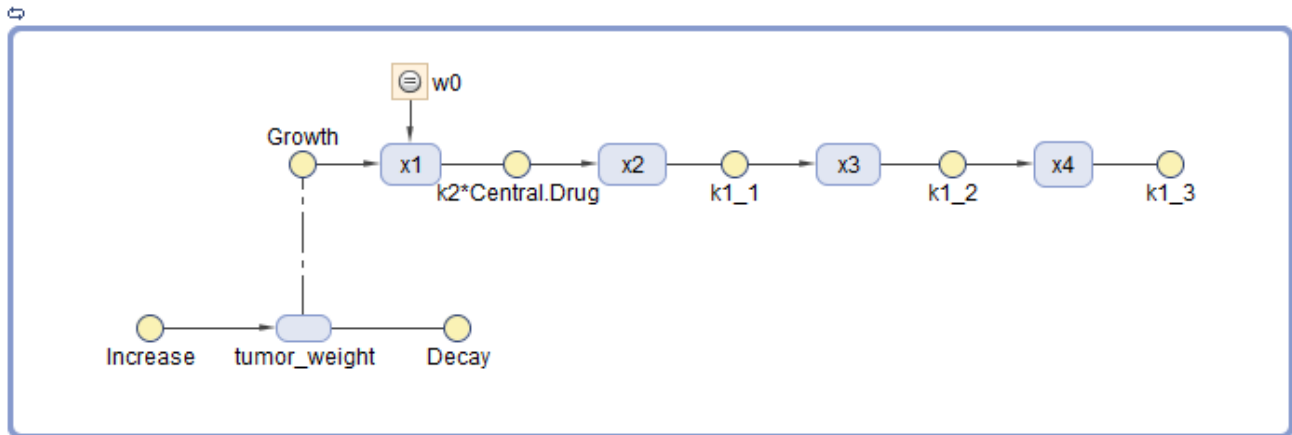 w0
Growth
x1
x2
x3
x4
k2*Central.Drug
k1_1
k1_2
k1_3
Increase
tumor_weight
Decay